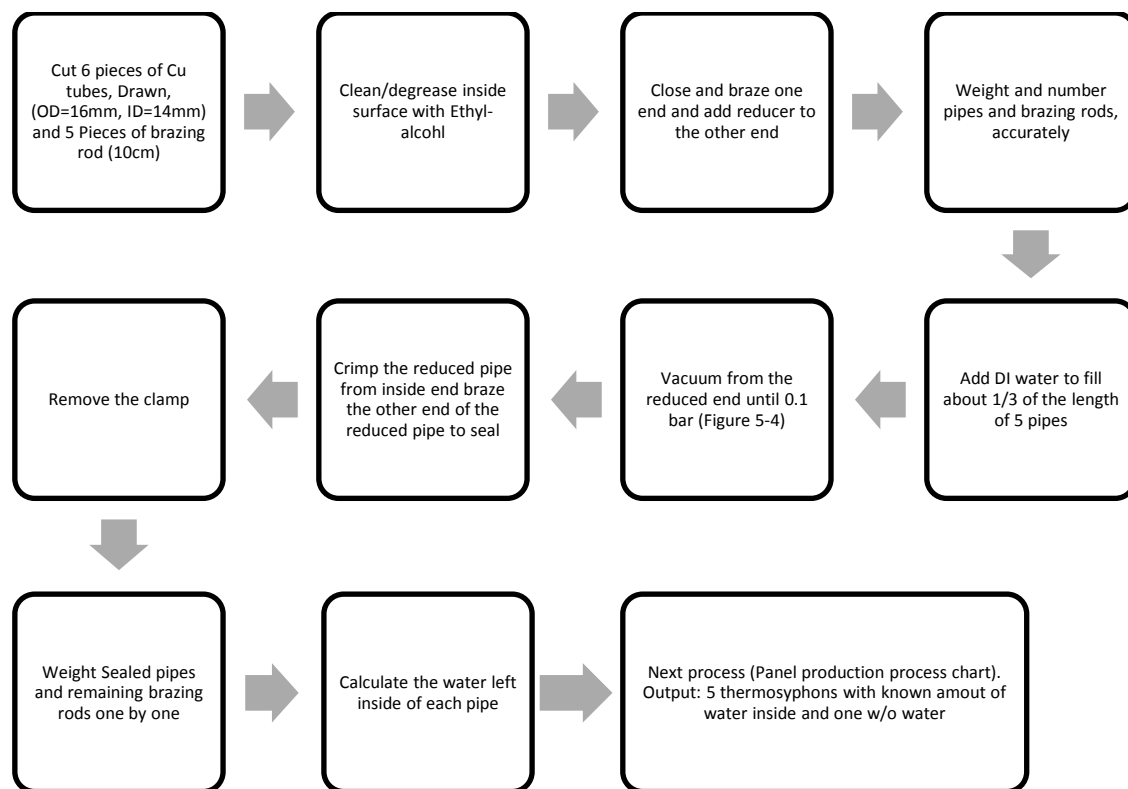 Cut 6 pieces of Cu
tubes, Drawn,
(OD=16mm, ID=14mm)
and 5 Pieces of brazing
rod (10cm)
Clean/degrease inside
surface with Ethyl-
alcohl
Close and braze one
end and add reducer to
the other end
Weight and number
pipes and brazing rods,
accurately
Add DI water to fill
about 1/3 of the length
of 5 pipes
Vacuum from the
reduced end until 0.1
bar (Figure 5-4)
Crimp the reduced pipe
from inside end braze
the other end of the
reduced pipe to seal
Remove the clamp
Weight Sealed pipes
and remaining brazing
rods one by one
Calculate the water left
inside of each pipe
Next process (Panel production process chart).
Output: 5 thermosyphons with known amout of
water inside and one w/o water